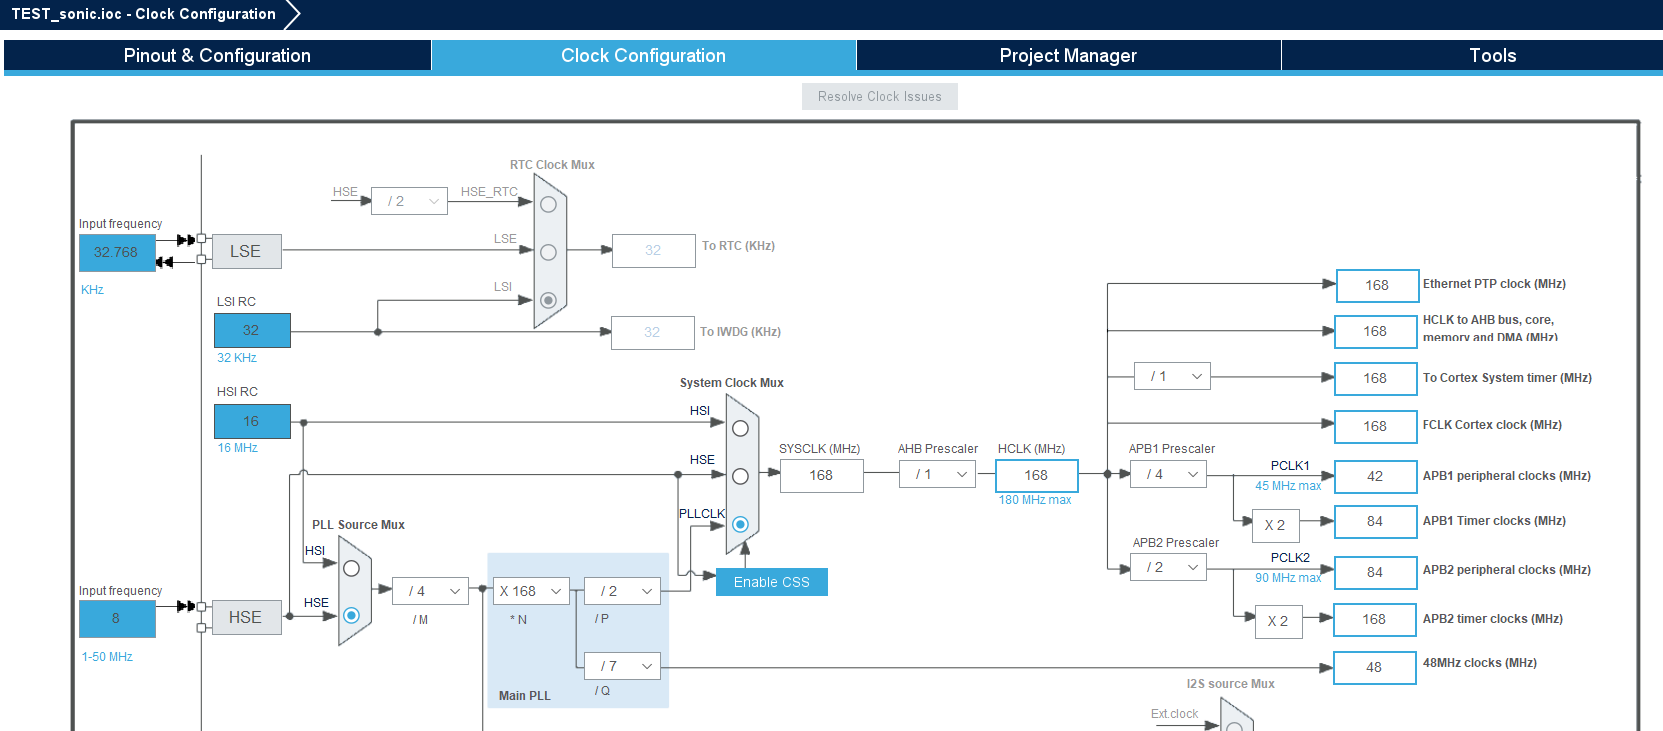 TEST_sonic.ioc - Clock Configuration
Pinout & Configuration
Clock Configuration
Project Manager
Tools
Resolve Clock Issues
RTC Clock Mux
HSE
/ 2
HSE_RTC
Input frequency
32.768
KHz
LSE
LSE
32
To RTC (KHz)
LSI
LSI RC
32
32 KHz
32
To IWDG (KHz)
168
Ethernet PTP clock (MHz)
168
HCLK to AHB bus, core,
memory and DMA (MHz)
/ 1
168
To Cortex System timer (MHz)
System Clock Mux
HSI RC
16
16 MHz
HSI
168
FCLK Cortex clock (MHz)
HSE
SYSCLK (MHz)
168
AHB Prescaler
/ 1
HCLK (MHz)
168
180 MHz max
APB1 Prescaler
/ 4
PCLK1
45 MHz max
42
APB1 peripheral clocks (MHz)
X 2
84
APB1 Timer clocks (MHz)
PLLCLK
PLL Source Mux
HSI
APB2 Prescaler
/ 2
PCLK2
90 MHz max
84
APB2 peripheral clocks (MHz)
Enable CSS
Input frequency
8
1-50 MHz
HSE
HSE
/ 4
/ M
X 168
* N
/ 2
/ P
X 2
168
APB2 timer clocks (MHz)
/ 7
/ Q
Main PLL
48
48MHz clocks (MHz)
I2S source Mux
Ext.clock